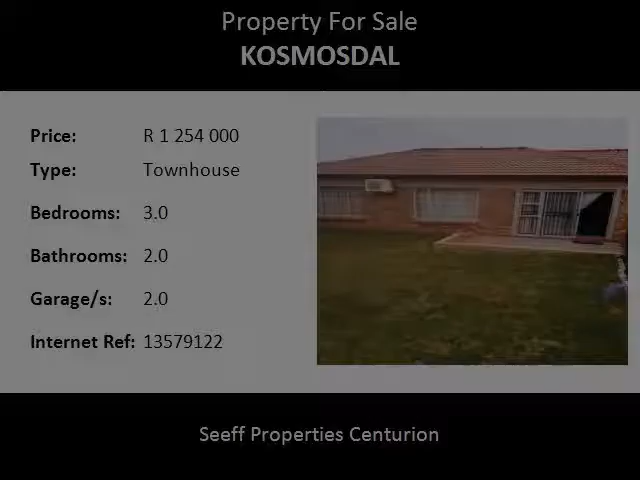 Property For Sale
KOSMOSDAL
Price: R 1 254 000
Type: Townhouse
Bedrooms: 3.0
Bathrooms: 2.0
Garage/s: 2.0
Internet Ref: 13579122
Seeff Properties Centurion